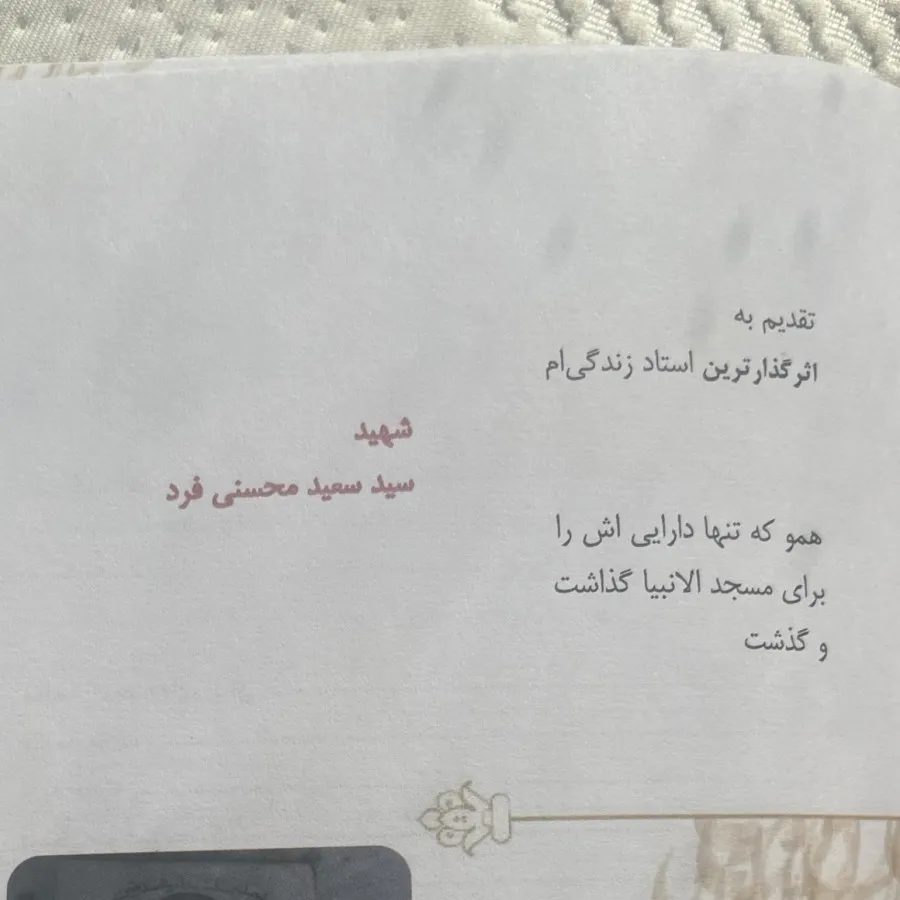 تقدیم به
اثرگذارترین استاد زندگی‌ام
شهید
سید سعید محسنی فرد
همو که تنها دارایی اش را
برای مسجد الانبیا گذاشت
و گذشت